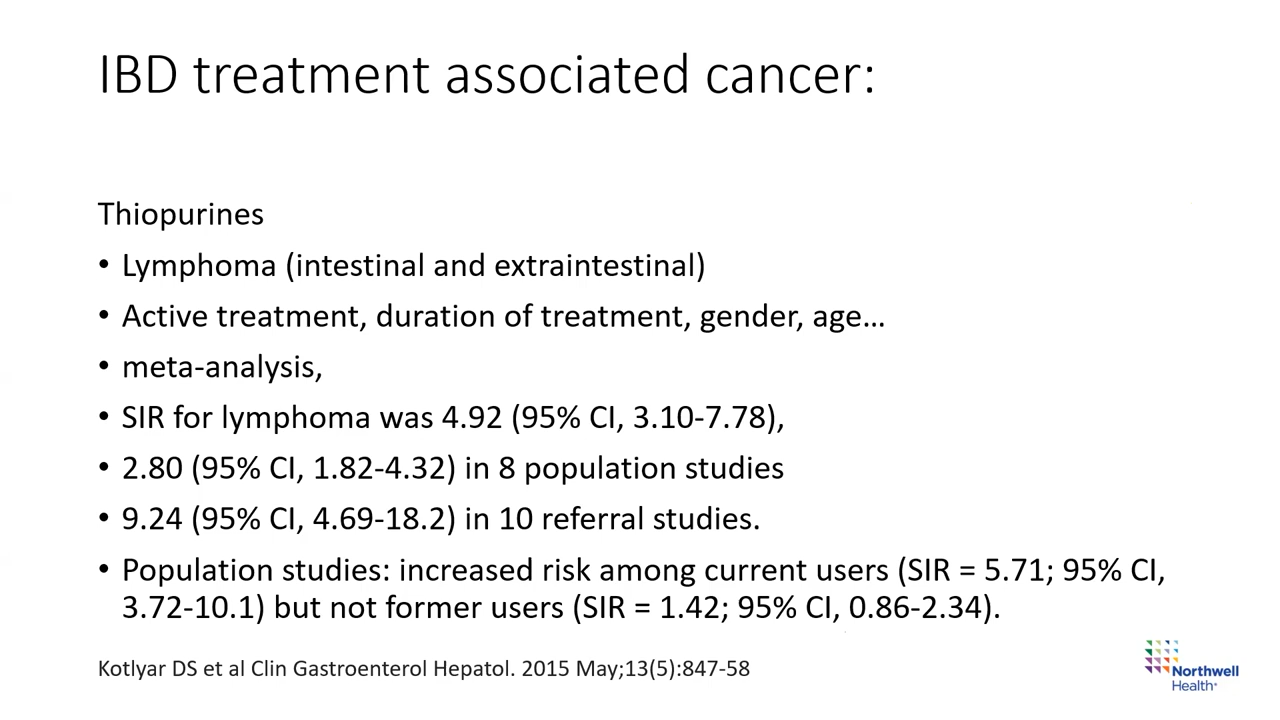 IBD treatment associated cancer:
Thiopurines
• Lymphoma (intestinal and extraintestinal)
• Active treatment, duration of treatment, gender, age…
• meta-analysis,
• SIR for lymphoma was 4.92 (95% CI, 3.10-7.78),
• 2.80 (95% CI, 1.82-4.32) in 8 population studies
• 9.24 (95% CI, 4.69-18.2) in 10 referral studies.
• Population studies: increased risk among current users (SIR = 5.71; 95% CI,
3.72-10.1) but not former users (SIR = 1.42; 95% CI, 0.86-2.34).
Kotlyar DS et al Clin Gastroenterol Hepatol. 2015 May;13(5):847-58
Northwell
Health